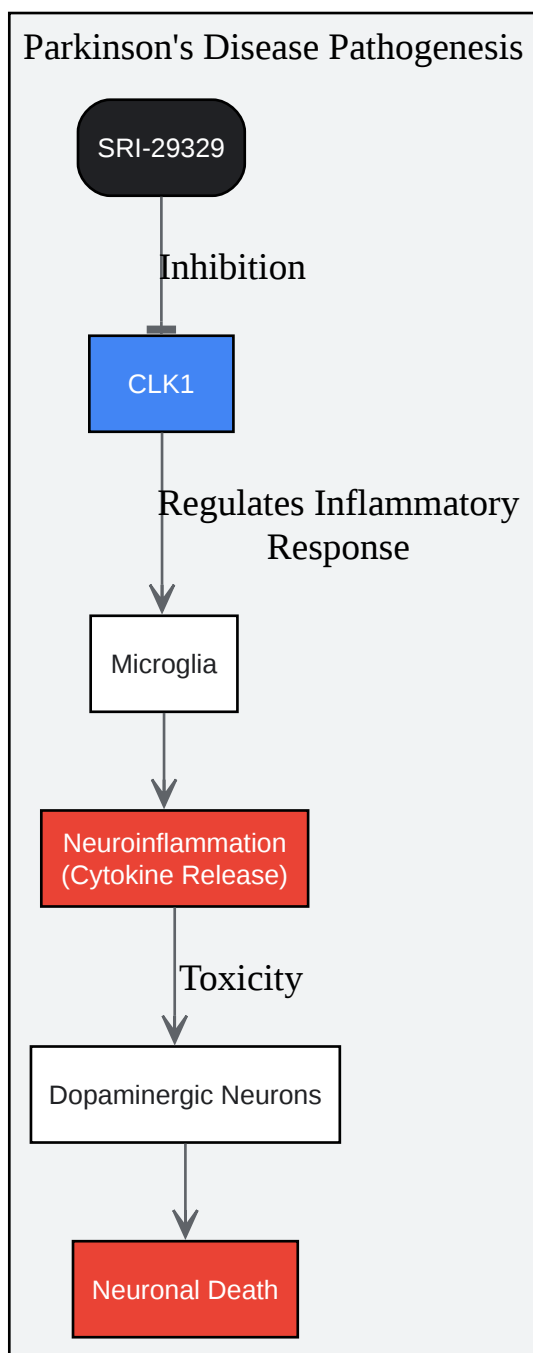 Parkinson's Disease Pathogenesis
SRI-29329
Inhibition
CLK1
Regulates Inflammatory
Response
Microglia
Neuroinflammation
(Cytokine Release)
Toxicity
Dopaminergic Neurons
Neuronal Death